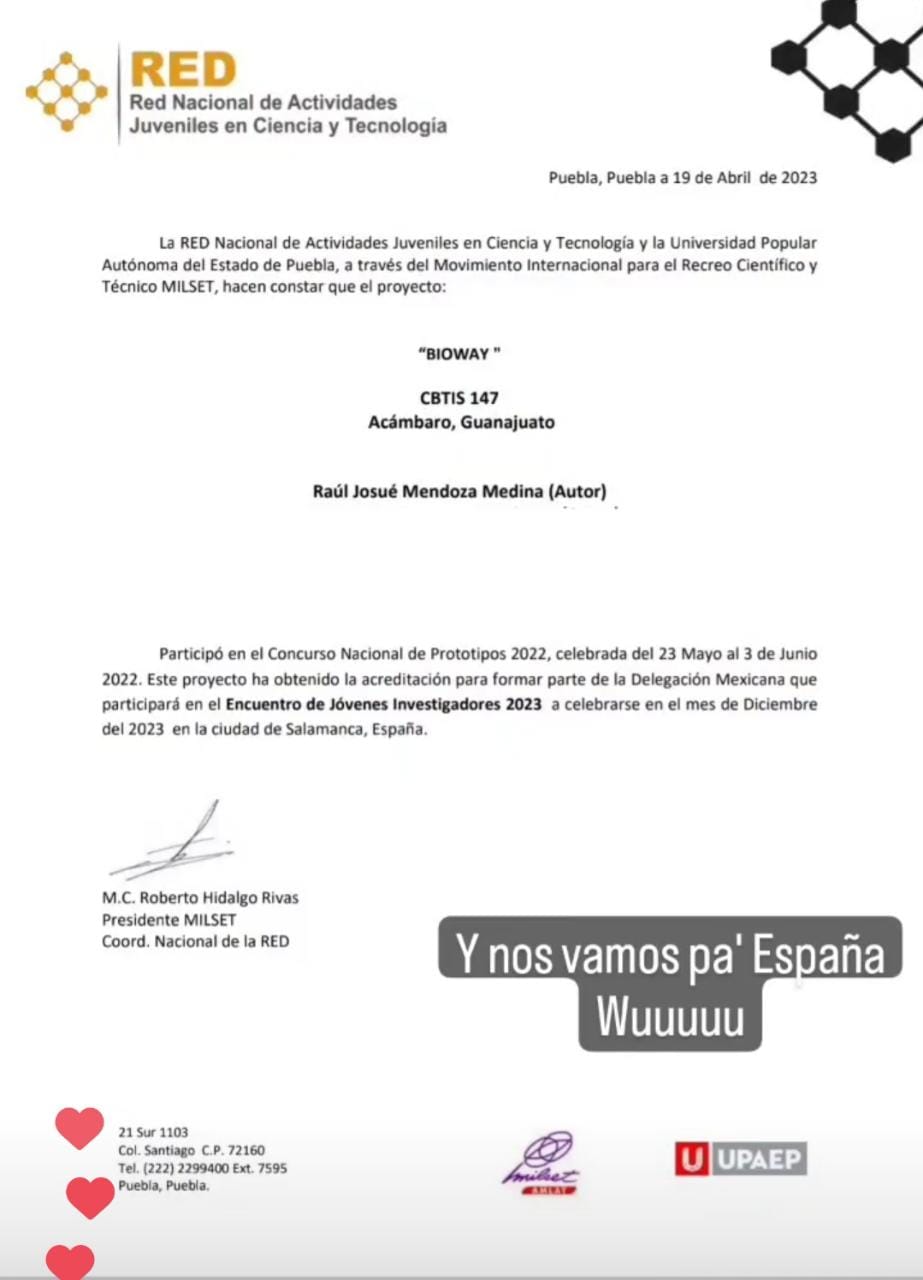 RED
Red Nacional de Actividades
Juveniles en Ciencia y Tecnología
Puebla, Puebla a 19 de Abril de 2023
La RED Nacional de Actividades Juveniles en Ciencia y Tecnología y la Universidad Popular
Autónoma del Estado de Puebla, a través del Movimiento Internacional para el Recreo Científico y
Técnico MILSET, hacen constar que el proyecto:
“BIOWAY "
CBTIS 147
Acámbaro, Guanajuato
Raúl Josué Mendoza Medina (Autor)
Participó en el Concurso Nacional de Prototipos 2022, celebrada del 23 Mayo al 3 de Junio
2022. Este proyecto ha obtenido la acreditación para formar parte de la Delegación Mexicana que
participará en el Encuentro de Jóvenes Investigadores 2023 a celebrarse en el mes de Diciembre
del 2023 en la ciudad de Salamanca, España.
M.C. Roberto Hidalgo Rivas
Presidente MILSET
Coord. Nacional de la RED
Y nos vamos pa' España
Wuuuuu
21 Sur 1103
Col. Santiago C.P. 72160
Tel. (222) 2299400 Ext. 7595
Puebla, Puebla.
milset
AMLAT
U UPAEP